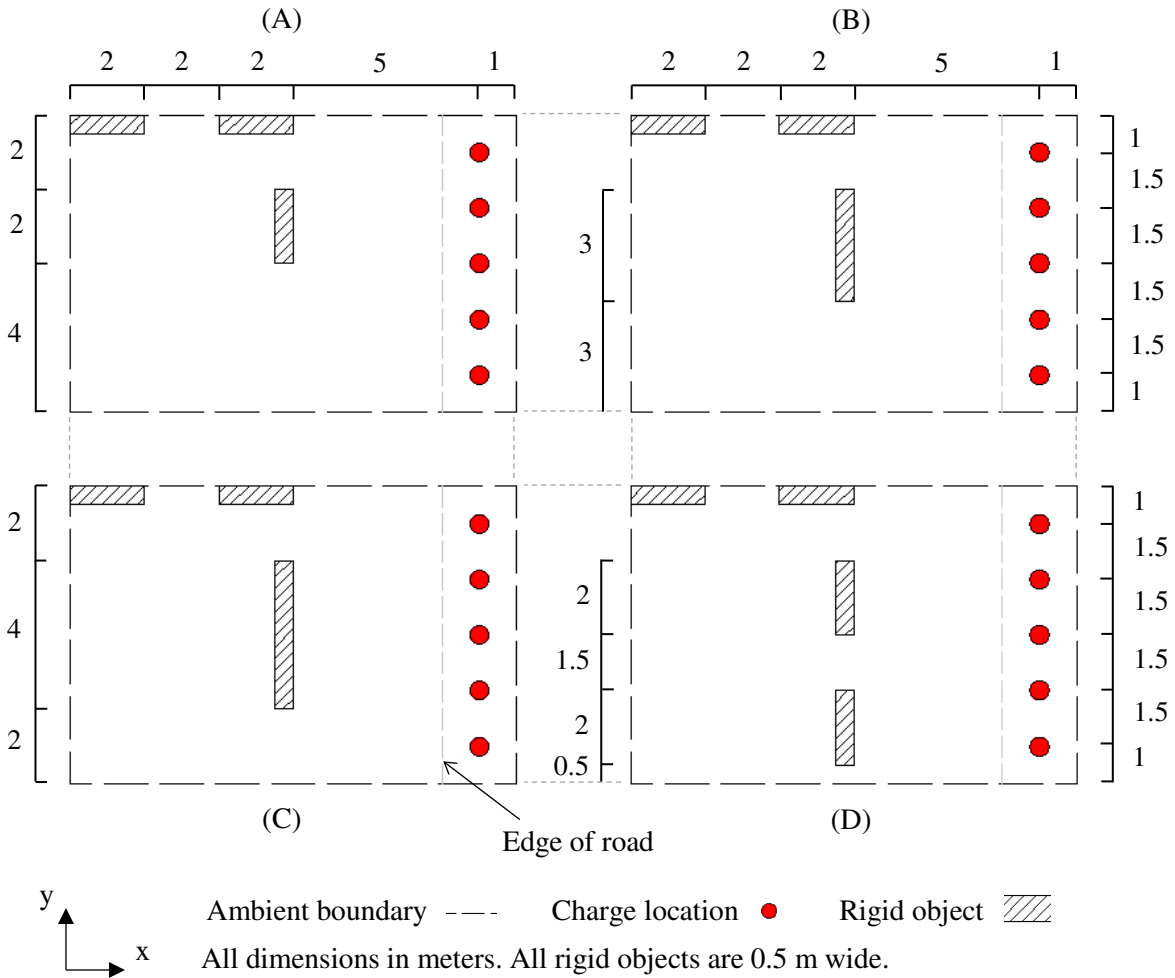 (A) (B)
2 2 2 5 1 2 2 2 5 1
2 1
1.5
2 3 1.5
1.5
4 3 1.5
1
2 1
1.5
2 1.5
4 1.5 1.5
2 1.5
2 0.5 1
(C) (D)
Edge of road
y
x
Ambient boundary Charge location Rigid object
All dimensions in meters. All rigid objects are 0.5 m wide.